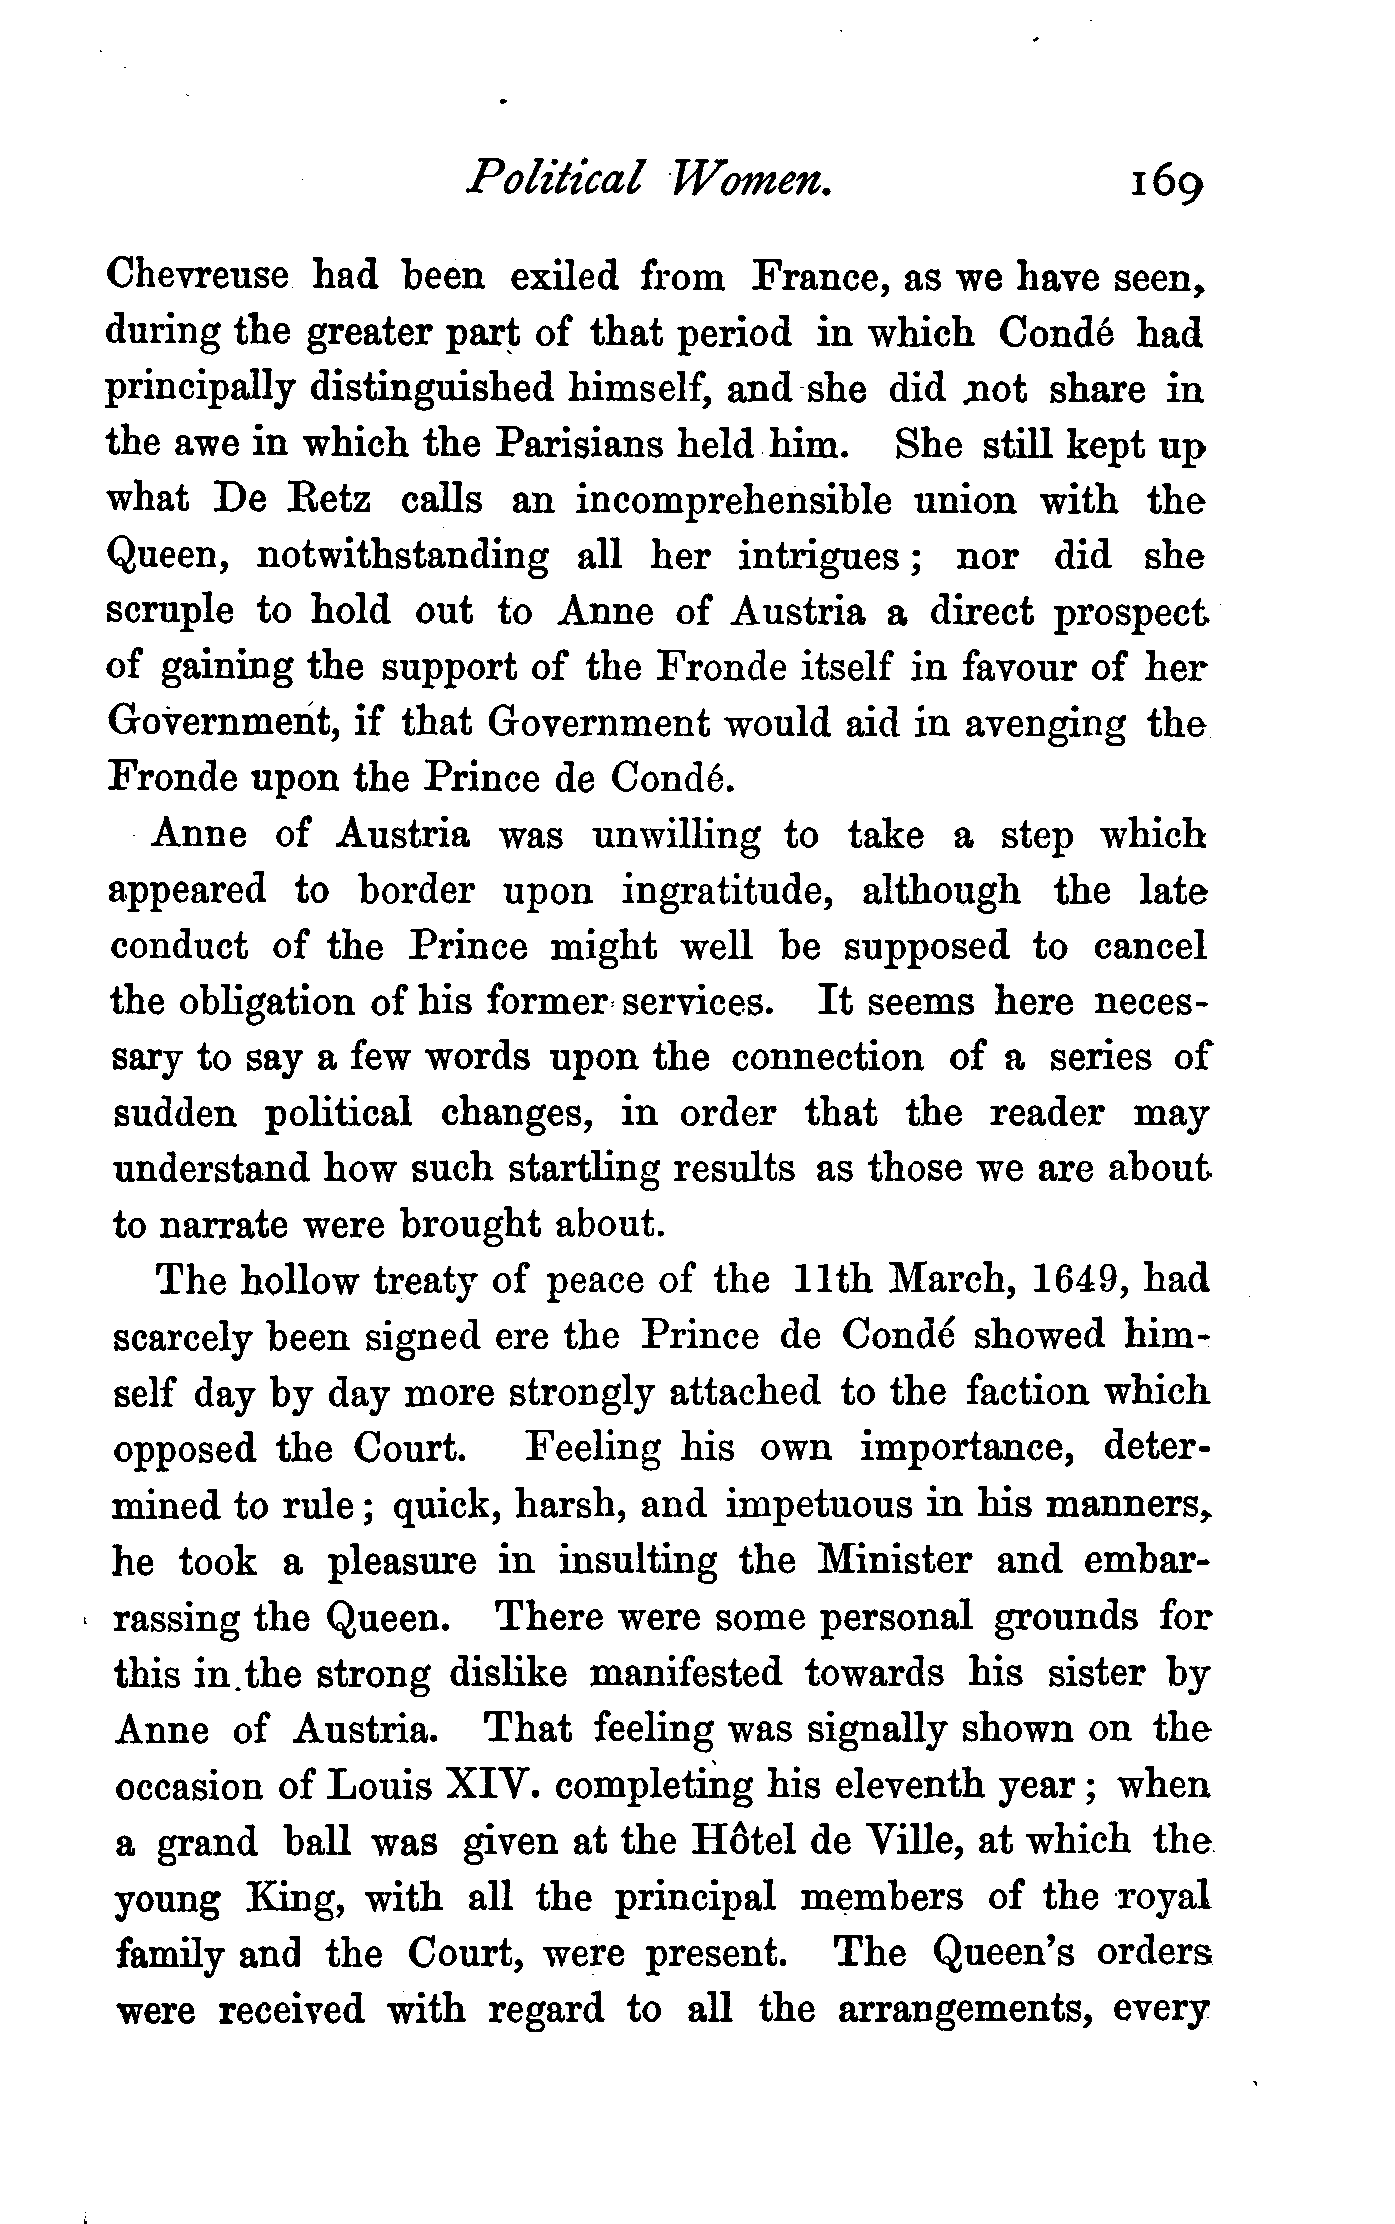 Political Women. 169
Chevreuse had been exiled from France, as we have seen,
during the greater part of that period in which Condé had
principally distinguished himself, and she did not share in
the awe in which the Parisians held him. She still kept up
what De Retz calls an incomprehensible union with the
Queen, notwithstanding all her intrigues ; nor did she
scruple to hold out to Anne of Austria a direct prospect
of gaining the support of the Fronde itself in favour of her
Government, if that Government would aid in avenging the
Fronde upon the Prince de Condé.
Anne of Austria was unwilling to take a step which
appeared to border upon ingratitude, although the late
conduct of the Prince might well be supposed to cancel
the obligation of his former services. It seems here neces-
sary to say a few words upon the connection of a series of
sudden political changes, in order that the reader may
understand how such startling results as those we are about
to narrate were brought about.
The hollow treaty of peace of the 11th March, 1649, had
scarcely been signed ere the Prince de Condé showed him-
self day by day more strongly attached to the faction which
opposed the Court. Feeling his own importance, deter-
mined to rule ; quick, harsh, and impetuous in his manners,
he took a pleasure in insulting the Minister and embar-
rassing the Queen. There were some personal grounds for
this in the strong dislike manifested towards his sister by
Anne of Austria. That feeling was signally shown on the
occasion of Louis XIV. completing his eleventh year ; when
a grand ball was given at the Hôtel de Ville, at which the
young King, with all the principal members of the royal
family and the Court, were present. The Queen's orders
were received with regard to all the arrangements, every